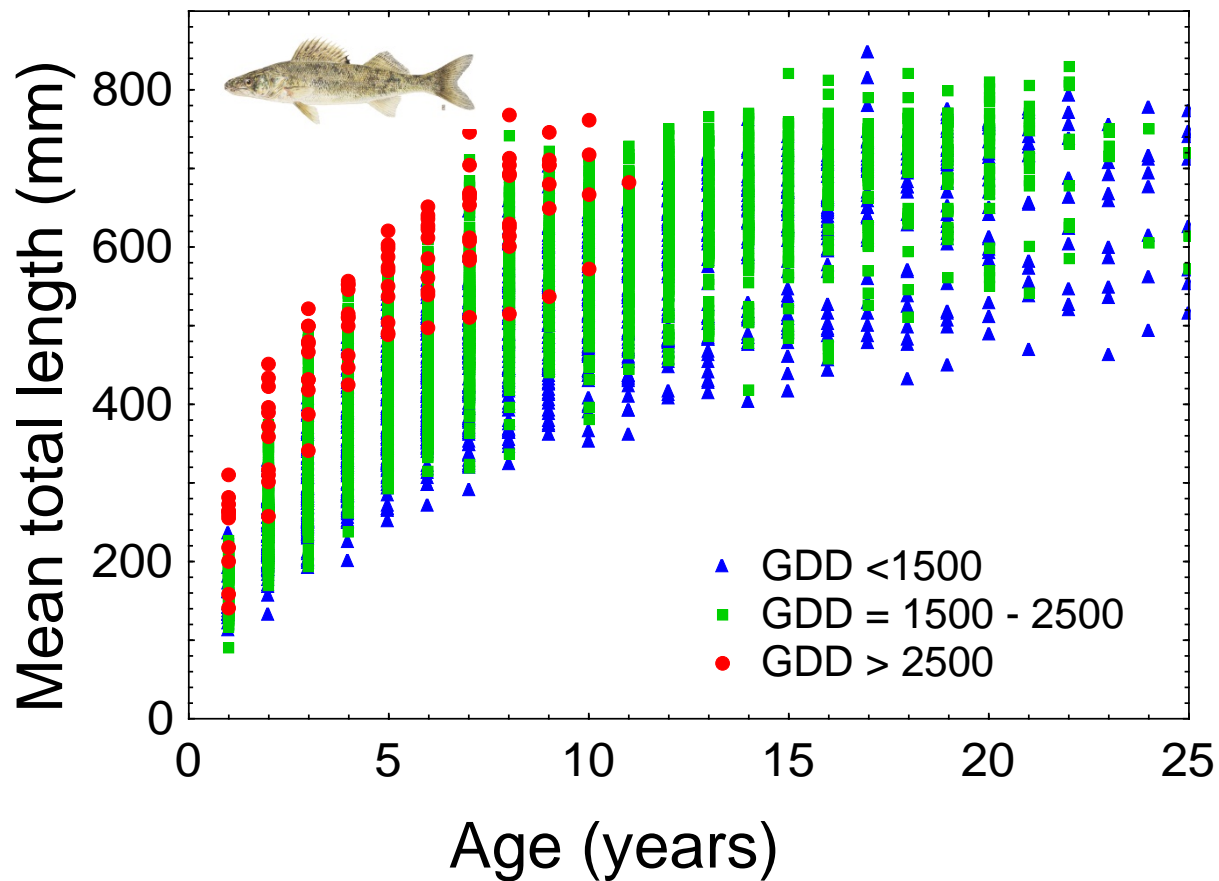 Mean total length (mm)
800
600
400
200
0
GDD <1500
GDD = 1500 - 2500
GDD > 2500
0 5 10 15 20 25
Age (years)